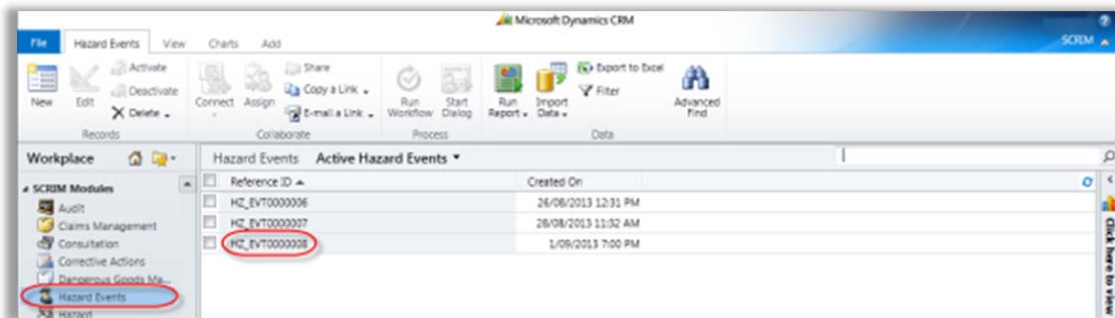 Microsoft Dynamics CRM
File Hazard Events View Charts Add SCRIM
New Edit Activate Deactivate Delete
Connect Assign Share Copy a Link E-mail a Link
Run Workflow Start Dialog
Run Report Import Data Export to Excel Filter Advanced Find
Records Collaborate Process Data
Workplace Hazard Events Active Hazard Events
SCRIM Modules Reference ID Created On
Audit HZ_EVT0000006 26/08/2013 12:31 PM
Claims Management HZ_EVT0000007 28/08/2013 11:32 AM
Consultation HZ_EVT0000008 1/09/2013 7:00 PM
Corrective Actions
Dangerous Goods Ma...
Hazard Events
Hazard
Click here to view